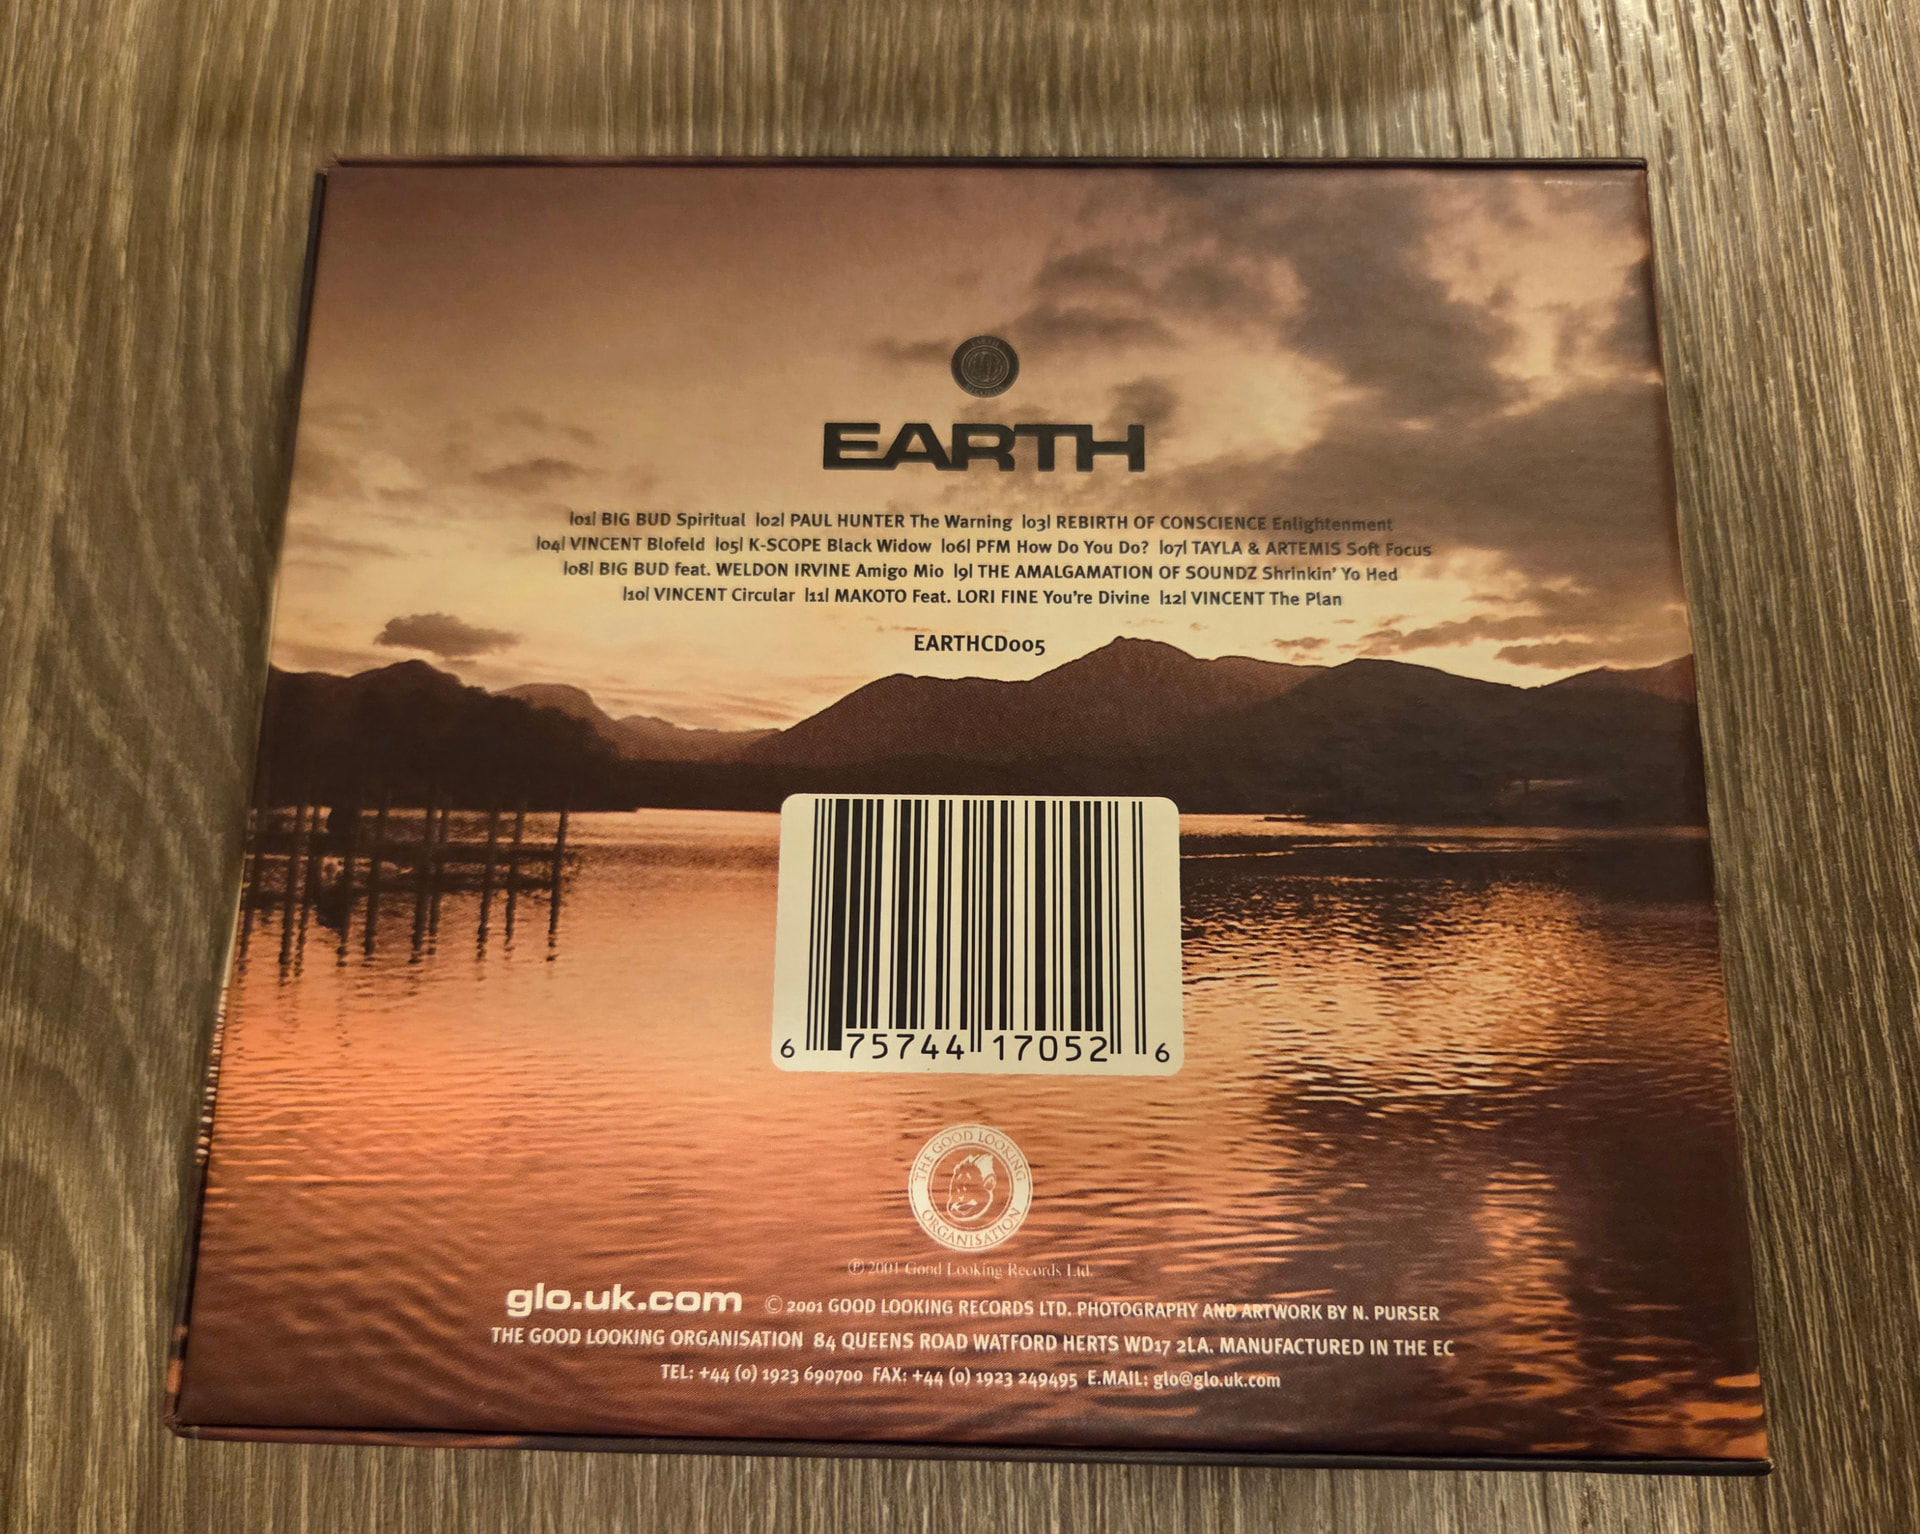 EARTH
|01| BIG BUD Spiritual |02| PAUL HUNTER The Warning |03| REBIRTH OF CONSCIENCE Enlightenment
|04| VINCENT Blofeld |05| K-SCOPE Black Widow |06| PFM How Do You Do? |07| TAYLA & ARTEMIS Soft Focus
|08| BIG BUD feat. WELDON IRVINE Amigo Mio |9| THE AMALGAMATION OF SOUNDZ Shrinkin' Yo Hed
|10| VINCENT Circular |11| MAKOTO Feat. LORI FINE You're Divine |12| VINCENT The Plan
EARTHCD005
6 75744 17052 6
THE GOOD LOOKING ORGANISATION
℗ 2001 Good Looking Records Ltd.
glo.uk.com © 2001 GOOD LOOKING RECORDS LTD. PHOTOGRAPHY AND ARTWORK BY N. PURSER
THE GOOD LOOKING ORGANISATION 84 QUEENS ROAD WATFORD HERTS WD17 2LA. MANUFACTURED IN THE EC
TEL: +44 (0) 1923 690700 FAX: +44 (0) 1923 249495 E.MAIL: glo@glo.uk.com